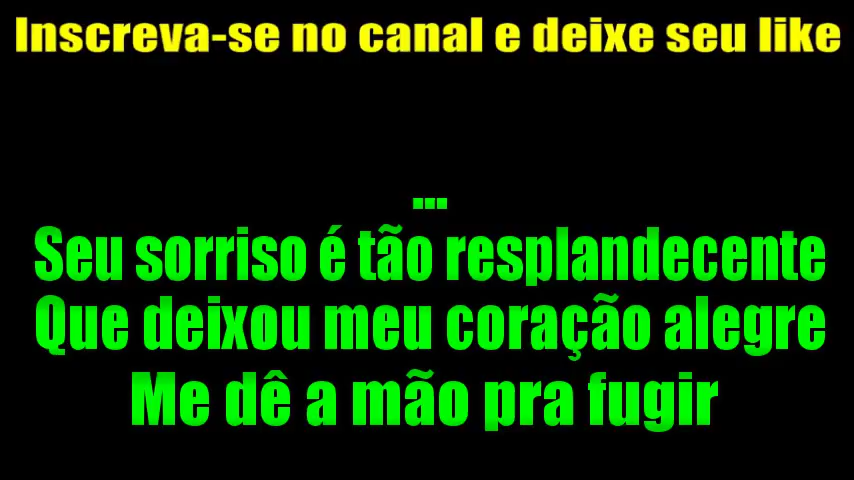 Inscreva-se no canal e deixe seu like
...
Seu sorriso é tão resplandecente
Que deixou meu coração alegre
Me dê a mão pra fugir